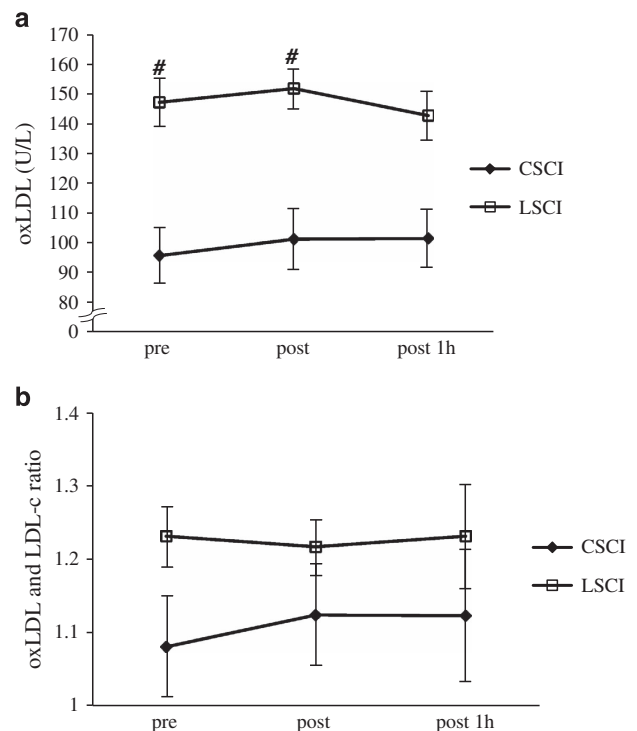 a
170
160
150
140
130
120
110
100
90
80
0
oxLDL (U/L)
#
#
pre
post
post 1h
CSCI
LSCI
b
1.4
1.3
1.2
1.1
1
oxLDL and LDL-c ratio
pre
post
post 1h
CSCI
LSCI